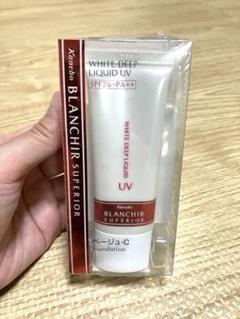 WHITE DEEP
LIQUID UV
SPF26・PA++
Kanebo
BLANCHIR
SUPERIOR
WHITE DEEP LIQUID
UV
Kanebo
BLANCHIR
SUPERIOR
ベージュ-C
foundation